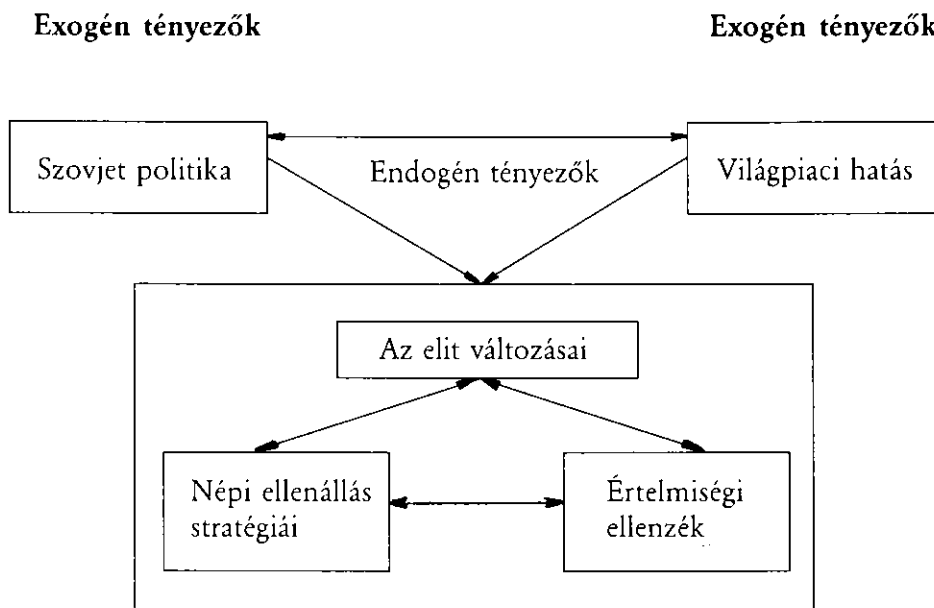 Exogén tényezők
Exogén tényezők
Szovjet politika
Endogén tényezők
Világpiaci hatás
Az elit változásai
Népi ellenállás
stratégiái
Értelmiségi
ellenzék